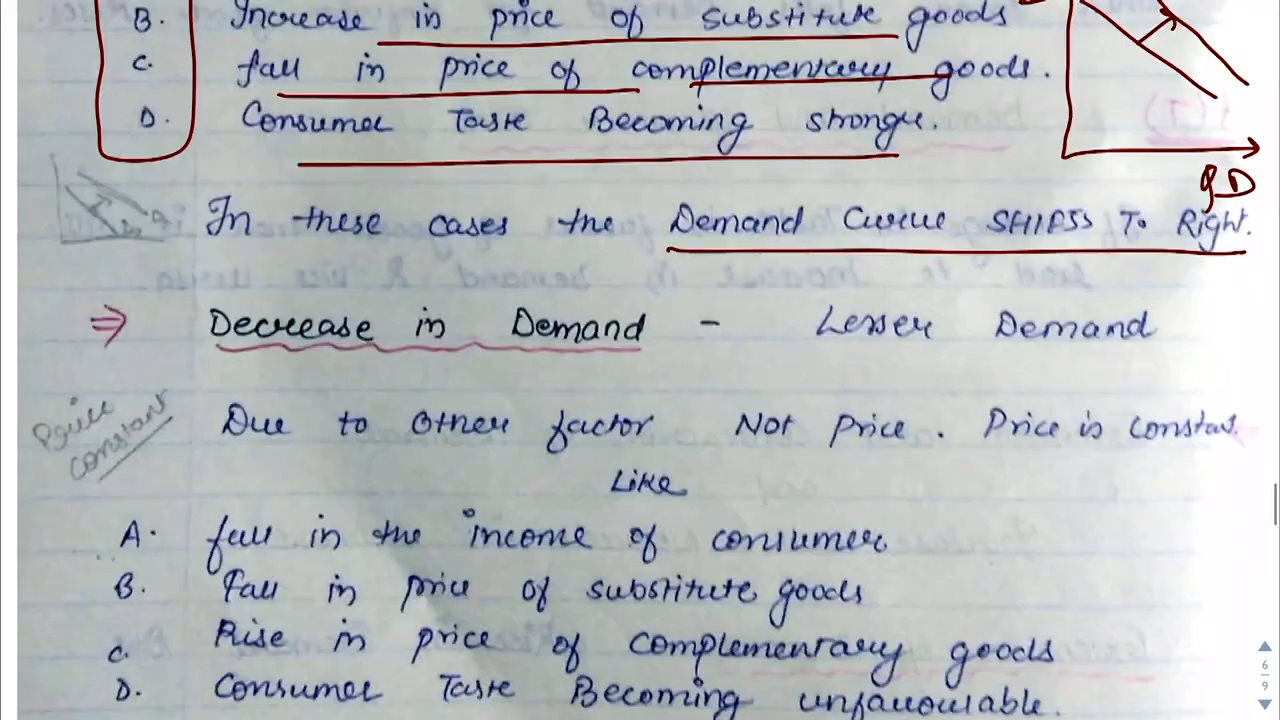 B. Increase in price of substitute goods
C. fall in price of complementary goods.
D. Consumer Taste Becoming stronger.
QD
In these cases the Demand Curve SHIFTS To Right.
⇒ Decrease in Demand - Lesser Demand
Price constant
Due to other factor Not price. Price is constant
Like
A. fall in the income of consumer
B. Fall in price of substitute goods
C. Rise in price of complementary goods
D. Consumer Taste Becoming unfavourable.
6
9